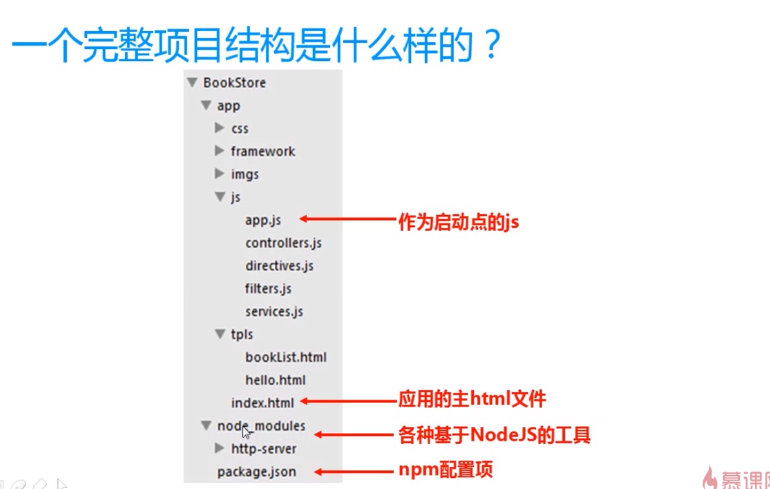 一个完整项目结构是什么样的？
BookStore
app
css
framework
imgs
js
app.js
作为启动点的js
controllers.js
directives.js
filters.js
services.js
tpls
bookList.html
hello.html
index.html
应用的主html文件
node_modules
各种基于NodeJS的工具
http-server
package.json
npm配置项
慕课网